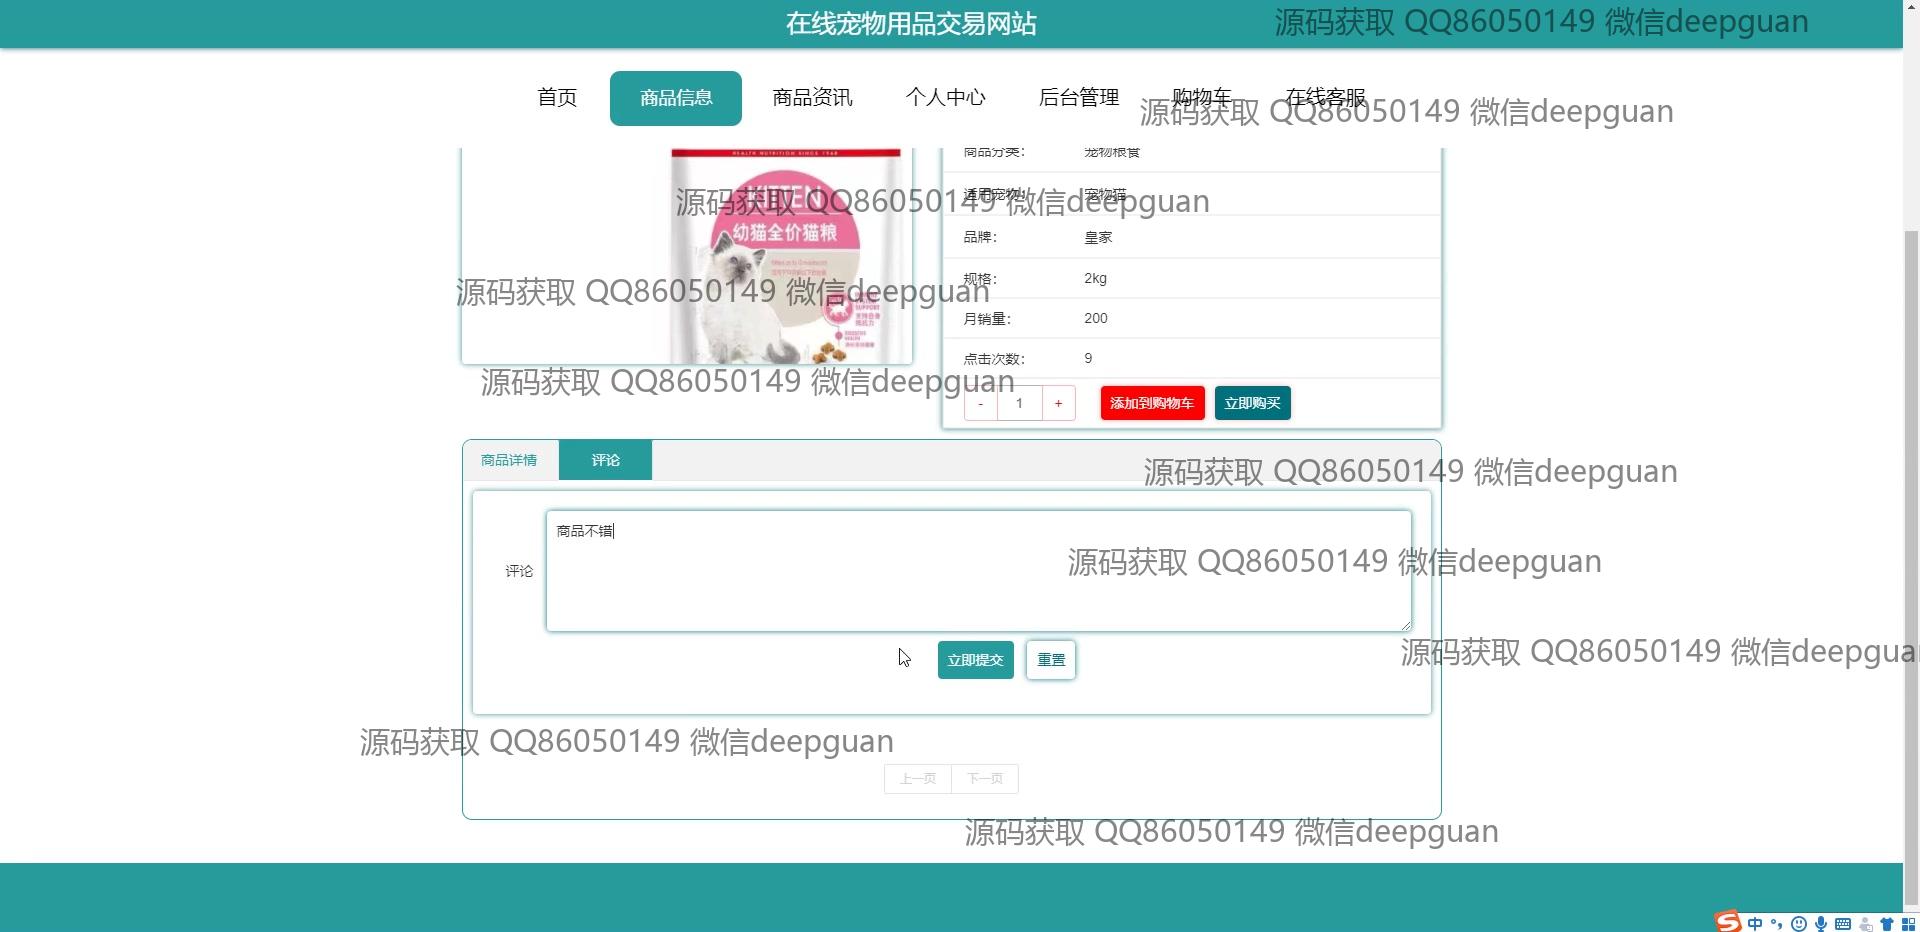 在线宠物用品交易网站
源码获取 QQ86050149 微信deepguan
首页 商品信息 商品资讯 个人中心 后台管理 购物车 在线客服
源码获取 QQ86050149 微信deepguan
HEALTH NUTRITION SINCE 1968
商品分类： 宠物粮食
KITTEN
适用宠物： 宠物猫
源码获取 QQ86050149 微信deepguan
幼猫全价猫粮
品牌： 皇家
规格： 2kg
源码获取 QQ86050149 微信deepguan
月销量： 200
点击次数： 9
源码获取 QQ86050149 微信deepguan
- 1 + 添加到购物车 立即购买
商品详情 评论
源码获取 QQ86050149 微信deepguan
商品不错
源码获取 QQ86050149 微信deepguan
评论
立即提交 重置
源码获取 QQ86050149 微信deepgua
源码获取 QQ86050149 微信deepguan
上一页 下一页
源码获取 QQ86050149 微信deepguan
中